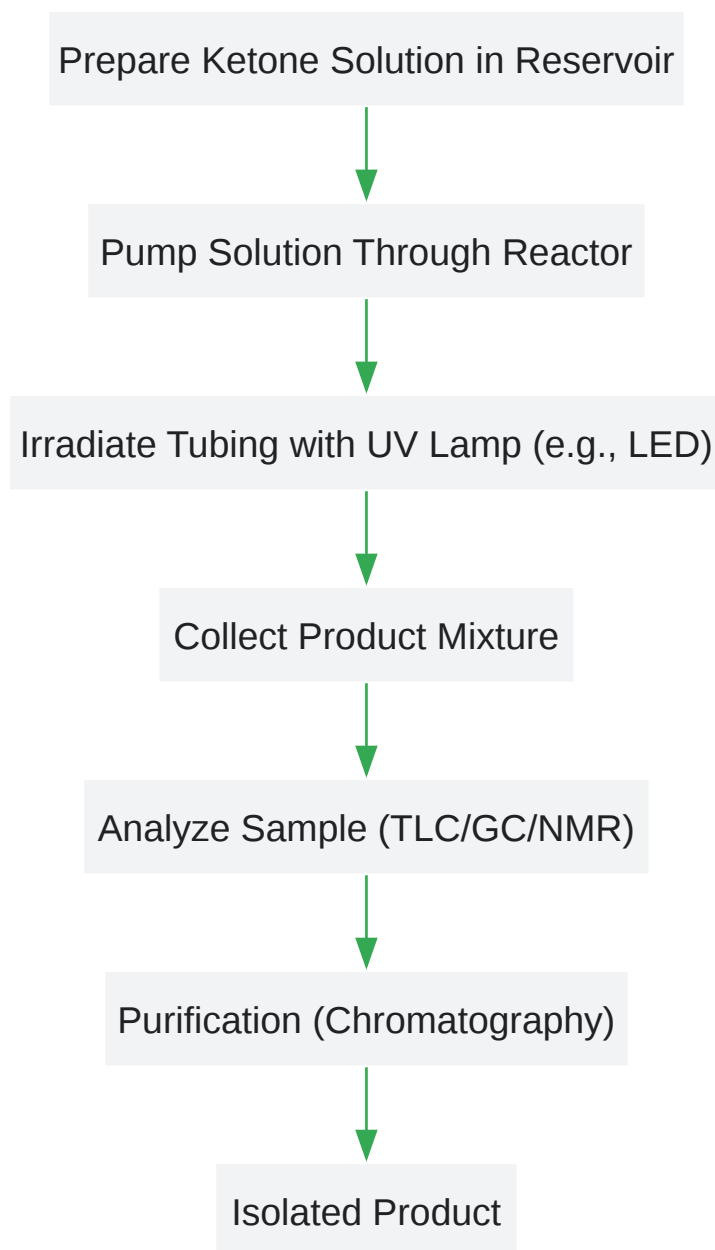 Prepare Ketone Solution in Reservoir
Pump Solution Through Reactor
Irradiate Tubing with UV Lamp (e.g., LED)
Collect Product Mixture
Analyze Sample (TLC/GC/NMR)
Purification (Chromatography)
Isolated Product